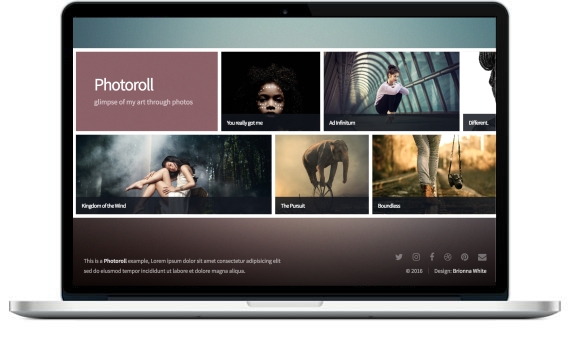 Photoroll
glimpse of my art through photos
You really got me
Ad Infinitum
Different.
Kingdom of the Wind
The Pursuit
Boundless
This is a Photoroll example, Lorem ipsum dolor sit amet consectetur adipisicing elit
sed do eiusmod tempor incididunt ut labore et dolore magna aliqua.
© 2016 | Design: Brionna White